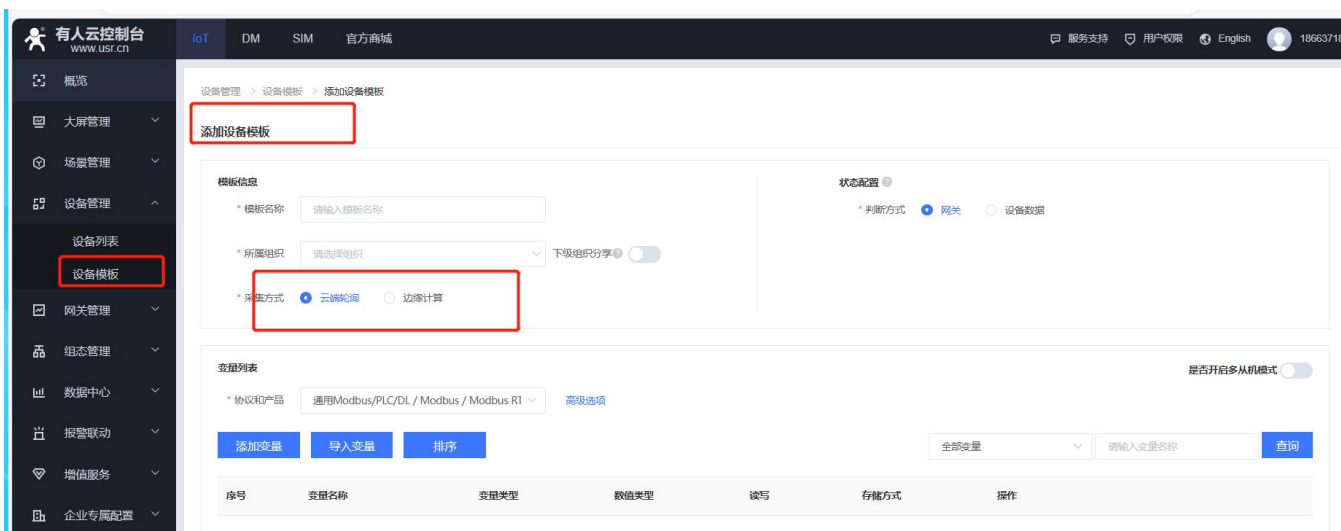 有人云控制台
www.usr.cn
IoT DM SIM 官方商城
服务支持 用户权限 English 18663718
概览
大屏管理
场景管理
设备管理
设备列表
设备模板
网关管理
组态管理
数据中心
报警联动
增值服务
企业专属配置
设备管理 > 设备模板 > 添加设备模板
添加设备模板
模板信息
* 模板名称 请输入模板名称
* 所属组织 请选择组织 下级组织分享
* 采集方式 云端轮询 边缘计算
状态配置
* 判断方式 网关 设备数据
变量列表
是否开启多从机模式
* 协议和产品 通用Modbus/PLC/DL / Modbus / Modbus RT 高级选项
添加变量 导入变量 排序 全部变量 请输入变量名称 查询
序号 变量名称 变量类型 数值类型 读写 存储方式 操作